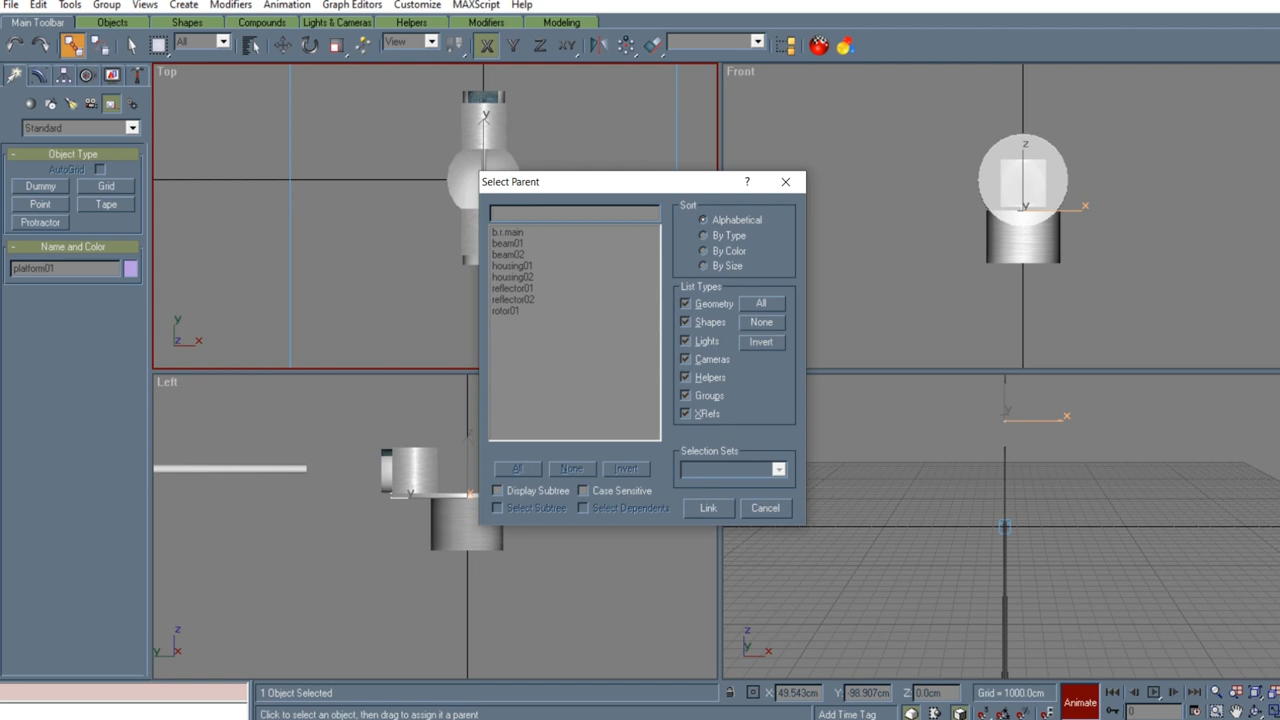 File Edit Tools Group Views Create Modifiers Animation Graph Editors Customize MAXScript Help
Main Toolbar Objects Shapes Compounds Lights & Cameras Helpers Modifiers Modeling
All View X Y Z XY
Top
Front
Standard
- Object Type
AutoGrid
Dummy Grid
Point Tape
Protractor
- Name and Color
platform01
y
z
y x
y
z x
Left
z
y x
z
y x
y x
z
y x
Select Parent ?
b.r.main
beam01
beam02
housing01
housing02
reflector01
reflector02
rotor01
Sort
Alphabetical
By Type
By Color
By Size
List Types
Geometry All
Shapes None
Lights Invert
Cameras
Helpers
Groups
XRefs
Selection Sets
All None Invert
Display Subtree Case Sensitive
Select Subtree Select Dependents
Link Cancel
1 Object Selected X: 49.543cm Y: -98.907cm Z: 0.0cm Grid = 1000.0cm Animate
Click to select an object, then drag to assign it a parent Add Time Tag 0